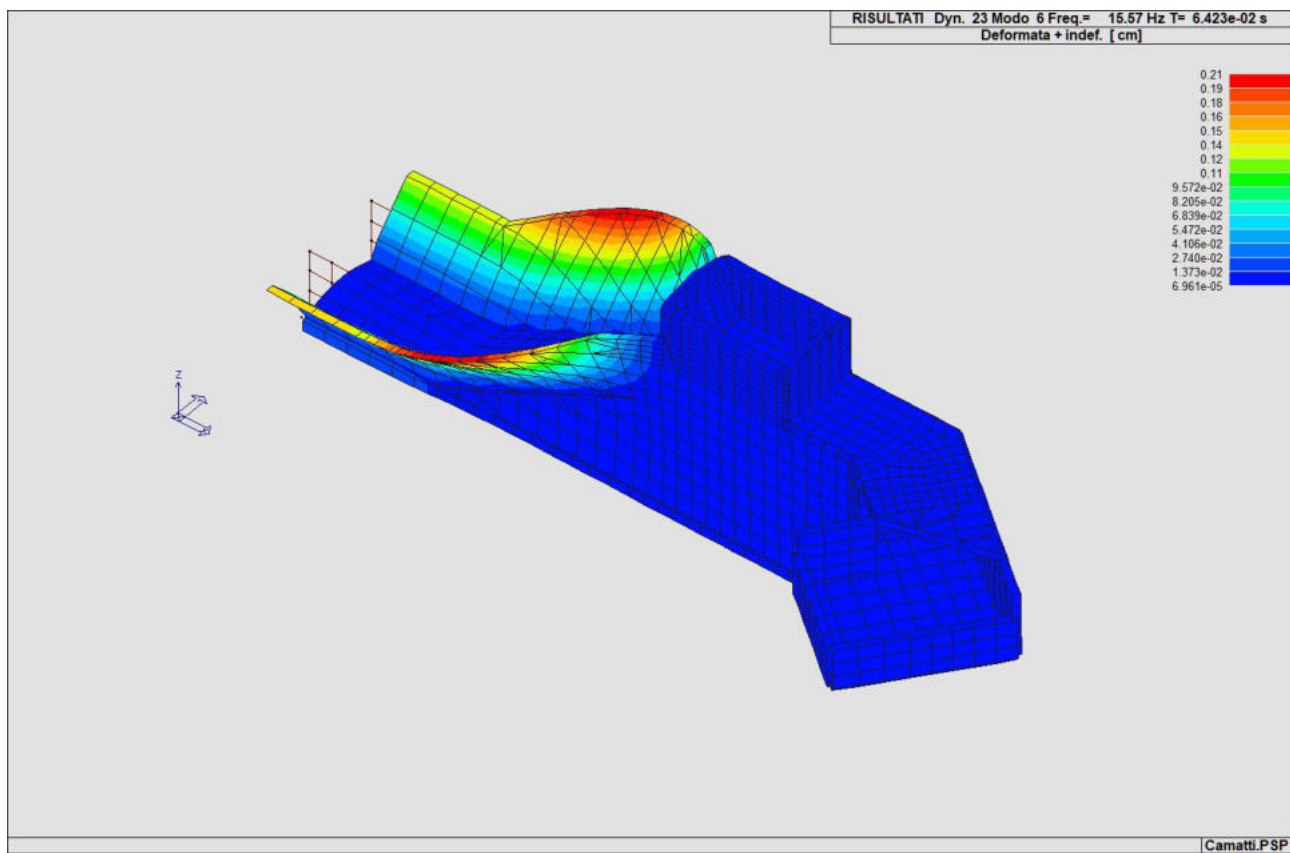 RISULTATI Dyn. 23 Modo 6 Freq.= 15.57 Hz T= 6.423e-02 s
Deformata + indef. [ cm]
0.21
0.19
0.18
0.16
0.15
0.14
0.12
0.11
9.572e-02
8.205e-02
6.839e-02
5.472e-02
4.106e-02
2.740e-02
1.373e-02
6.961e-05
Z
Camatti.PSP